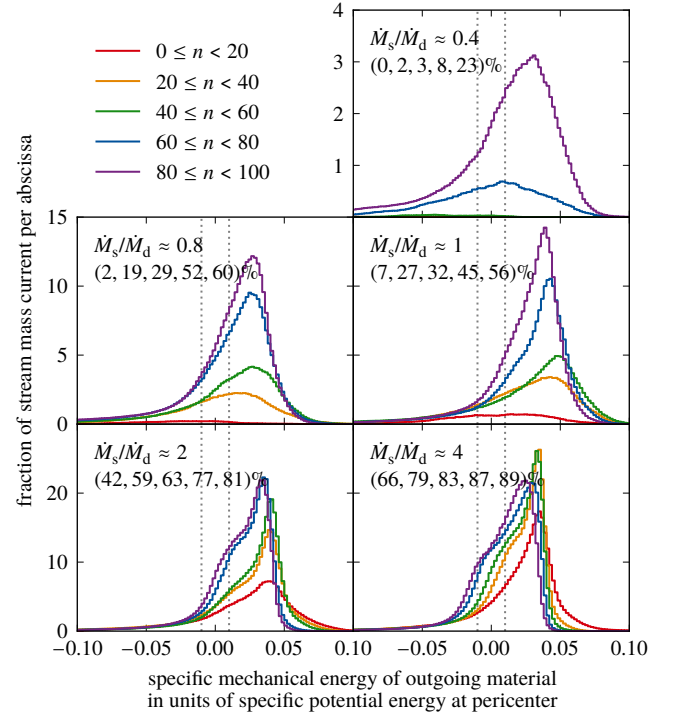 0 ≤ n < 20
20 ≤ n < 40
40 ≤ n < 60
60 ≤ n < 80
80 ≤ n < 100
Ṁs/Ṁd ≈ 0.4
(0, 2, 3, 8, 23)%
4
3
2
1
Ṁs/Ṁd ≈ 0.8
(2, 19, 29, 52, 60)%
15
10
5
0
Ṁs/Ṁd ≈ 1
(7, 27, 32, 45, 56)%
Ṁs/Ṁd ≈ 2
(42, 59, 63, 77, 81)%
20
10
0
Ṁs/Ṁd ≈ 4
(66, 79, 83, 87, 89)%
−0.10 −0.05 0.00 0.05 −0.10 −0.05 0.00 0.05 0.10
fraction of stream mass current per abscissa
specific mechanical energy of outgoing material
in units of specific potential energy at pericenter